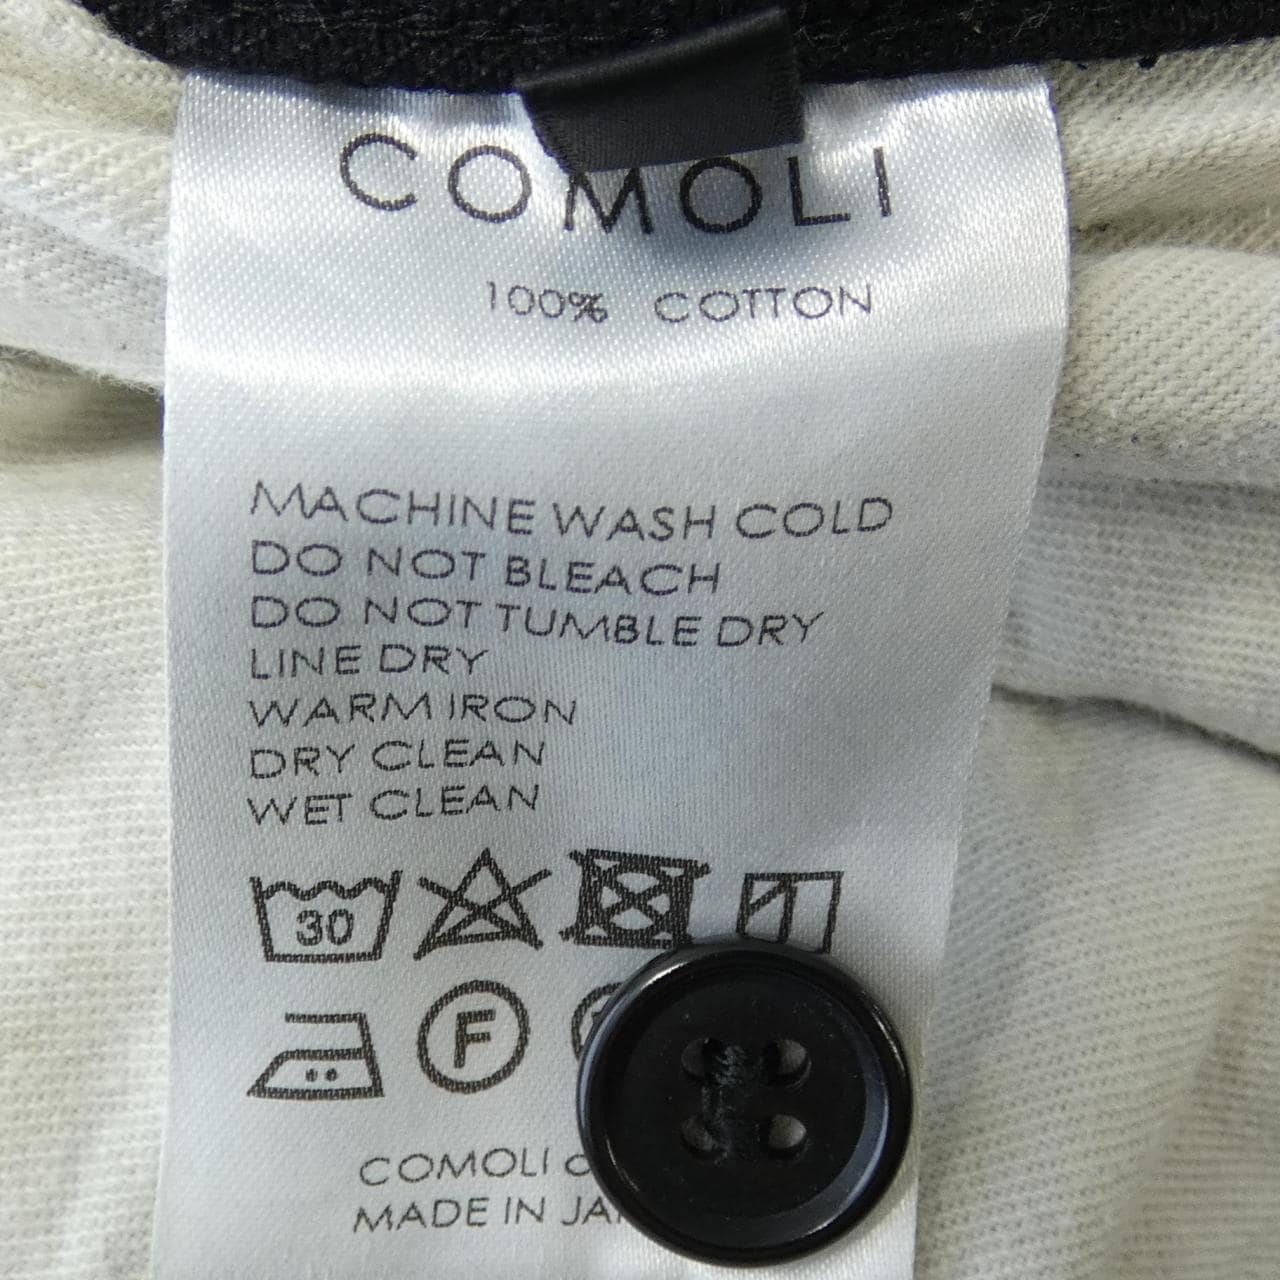 COMOLI
100% COTTON
MACHINE WASH COLD
DO NOT BLEACH
DO NOT TUMBLE DRY
LINE DRY
WARM IRON
DRY CLEAN
WET CLEAN
30
F
COMOLI
MADE IN